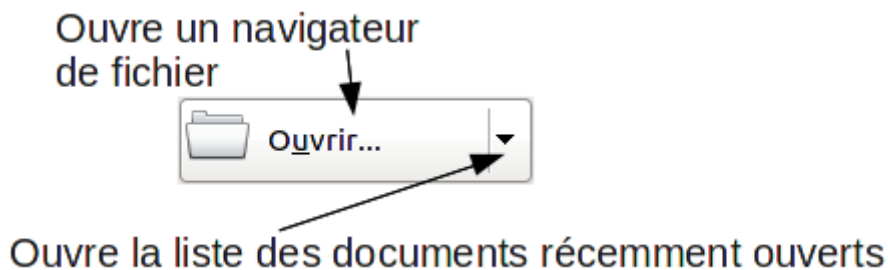 Ouvre un navigateur
de fichier
Ouvrir...
Ouvre la liste des documents récemment ouverts